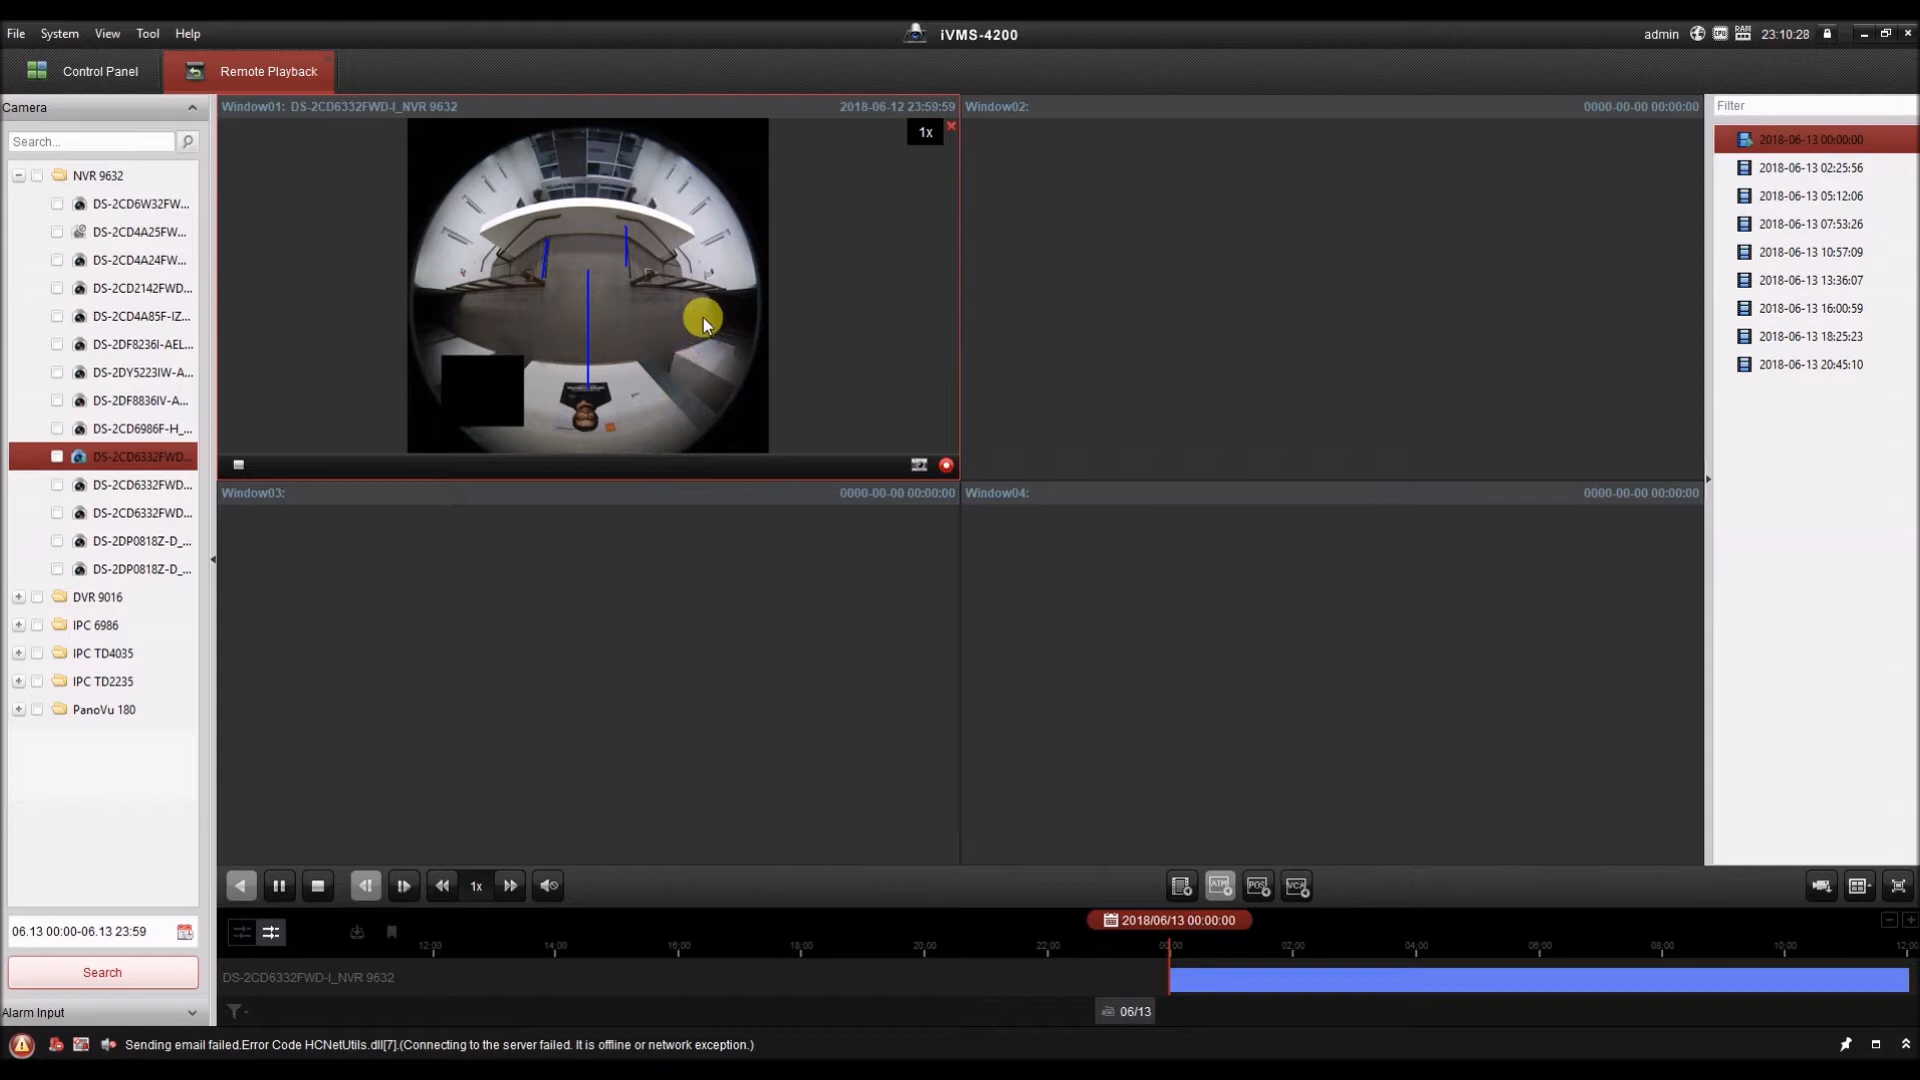 File System View Tool Help
iVMS-4200
admin CPU RAM 23:10:28
Control Panel
Remote Playback
Camera
Search...
NVR 9632
DS-2CD6W32FW...
DS-2CD4A25FW...
DS-2CD4A24FW...
DS-2CD2142FWD...
DS-2CD4A85F-IZ...
DS-2DF8236I-AEL...
DS-2DY5223IW-A...
DS-2DF8836IV-A...
DS-2CD6986F-H_...
DS-2CD6332FWD...
DS-2CD6332FWD...
DS-2CD6332FWD...
DS-2DP0818Z-D_...
DS-2DP0818Z-D_...
DVR 9016
IPC 6986
IPC TD4035
IPC TD2235
PanoVu 180
06.13 00:00-06.13 23:59
Search
Alarm Input
Window01: DS-2CD6332FWD-I_NVR 9632 2018-06-12 23:59:59
1x
Window02: 0000-00-00 00:00:00
Window03: 0000-00-00 00:00:00
Window04: 0000-00-00 00:00:00
Filter
2018-06-13 00:00:00
2018-06-13 02:25:56
2018-06-13 05:12:06
2018-06-13 07:53:26
2018-06-13 10:57:09
2018-06-13 13:36:07
2018-06-13 16:00:59
2018-06-13 18:25:23
2018-06-13 20:45:10
1x
ATM POS VCA
2018/06/13 00:00:00
12:00 14:00 16:00 18:00 20:00 22:00 00:00 02:00 04:00 06:00 08:00 10:00 12:00
DS-2CD6332FWD-I_NVR 9632
06/13
Sending email failed.Error Code HCNetUtils.dll[7].(Connecting to the server failed. It is offline or network exception.)